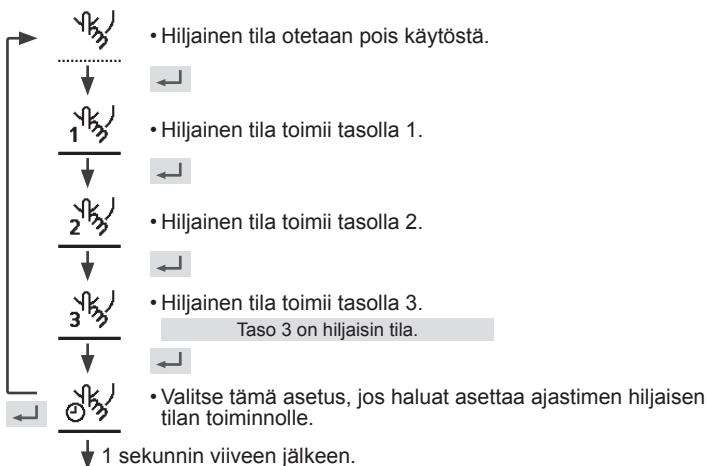 • Hiljainen tila otetaan pois käytöstä.
1
• Hiljainen tila toimii tasolla 1.
2
• Hiljainen tila toimii tasolla 2.
3
• Hiljainen tila toimii tasolla 3.
Taso 3 on hiljaisin tila.
• Valitse tämä asetus, jos haluat asettaa ajastimen hiljaisen
tilan toiminnolle.
1 sekunnin viiveen jälkeen.